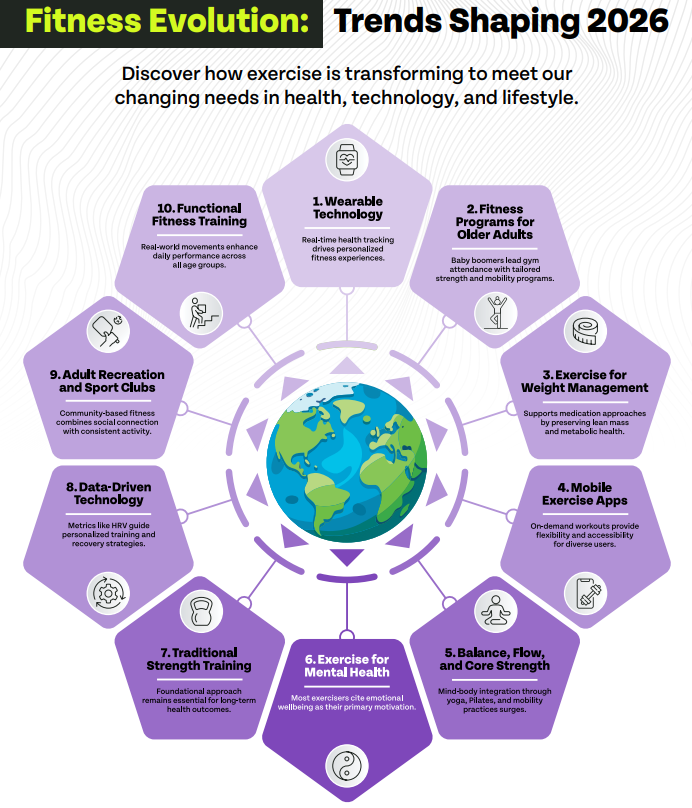 Fitness Evolution: Trends Shaping 2026
Discover how exercise is transforming to meet our
changing needs in health, technology, and lifestyle.
1. Wearable
Technology
Real-time health tracking
drives personalized
fitness experiences.
2. Fitness
Programs for
Older Adults
Baby boomers lead gym
attendance with tailored
strength and mobility programs.
3. Exercise for
Weight Management
Supports medication approaches
by preserving lean mass
and metabolic health.
4. Mobile
Exercise Apps
On-demand workouts provide
flexibility and accessibility
for diverse users.
5. Balance, Flow,
and Core Strength
Mind-body integration through
yoga, Pilates, and mobility
practices surges.
6. Exercise for
Mental Health
Most exercisers cite emotional
wellbeing as their primary motivation.
7. Traditional
Strength Training
Foundational approach
remains essential for long-term
health outcomes.
8. Data-Driven
Technology
Metrics like HRV guide
personalized training and
recovery strategies.
9. Adult Recreation
and Sport Clubs
Community-based fitness
combines social connection
with consistent activity.
10. Functional
Fitness Training
Real-world movements enhance
daily performance across
all age groups.